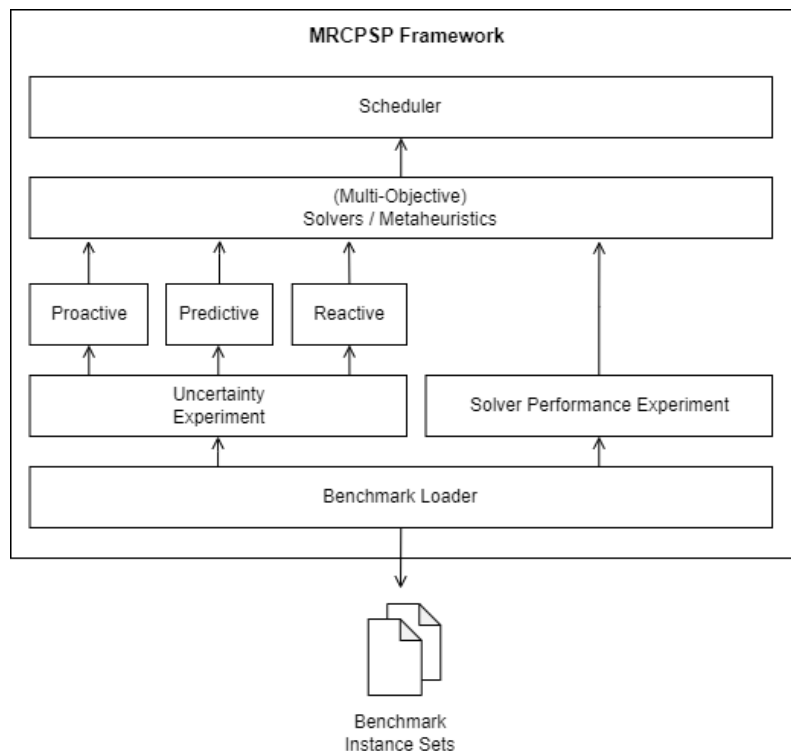 MRCPSP Framework
Scheduler
(Multi-Objective)
Solvers / Metaheuristics
Proactive
Predictive
Reactive
Uncertainty
Experiment
Solver Performance Experiment
Benchmark Loader
Benchmark
Instance Sets